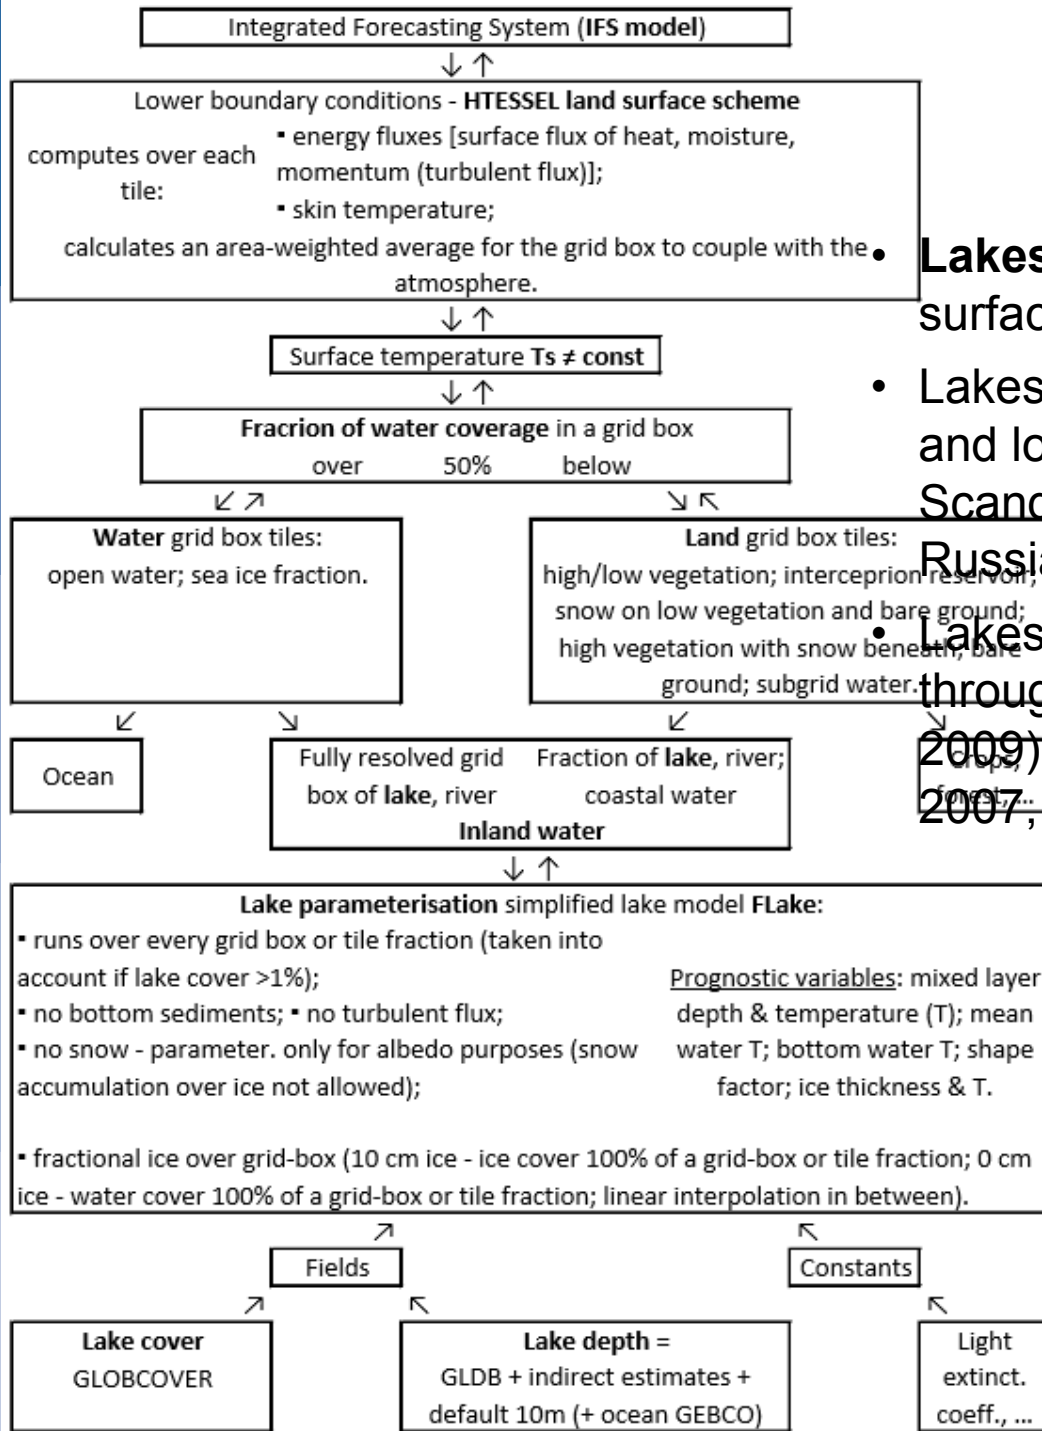 Integrated Forecasting System (IFS model)
↓ ↑
Lower boundary conditions - HTESSEL land surface scheme
computes over each
tile:
▪ energy fluxes [surface flux of heat, moisture,
momentum (turbulent flux)];
▪ skin temperature;
calculates an area-weighted average for the grid box to couple with the
atmosphere.
↓ ↑
Surface temperature Ts ≠ const
↓ ↑
Fracrion of water coverage in a grid box
over 50% below
↙ ↗ ↘ ↖
Water grid box tiles:
open water; sea ice fraction.
Land grid box tiles:
high/low vegetation; interceprion reservoir;
snow on low vegetation and bare ground;
high vegetation with snow beneath; bare
ground; subgrid water.
↙ ↘ ↙ ↘
Ocean
Fully resolved grid
box of lake, river
Fraction of lake, river;
coastal water
Inland water
Crops,
forest, ...
↓ ↑
Lake parameterisation simplified lake model FLake:
▪ runs over every grid box or tile fraction (taken into
account if lake cover >1%);
▪ no bottom sediments; ▪ no turbulent flux;
▪ no snow - parameter. only for albedo purposes (snow
accumulation over ice not allowed);
Prognostic variables: mixed layer
depth & temperature (T); mean
water T; bottom water T; shape
factor; ice thickness & T.
▪ fractional ice over grid-box (10 cm ice - ice cover 100% of a grid-box or tile fraction; 0 cm
ice - water cover 100% of a grid-box or tile fraction; linear interpolation in between).
↗ ↖
Fields
Constants
↗ ↖ ↖
Lake cover
GLOBCOVER
Lake depth =
GLDB + indirect estimates +
default 10m (+ ocean GEBCO)
Light
extinct.
coeff., ...
• Lakes
surfac
• Lakes
and lo
Scand
Russia
• Lakes
throug
2009)
2007,